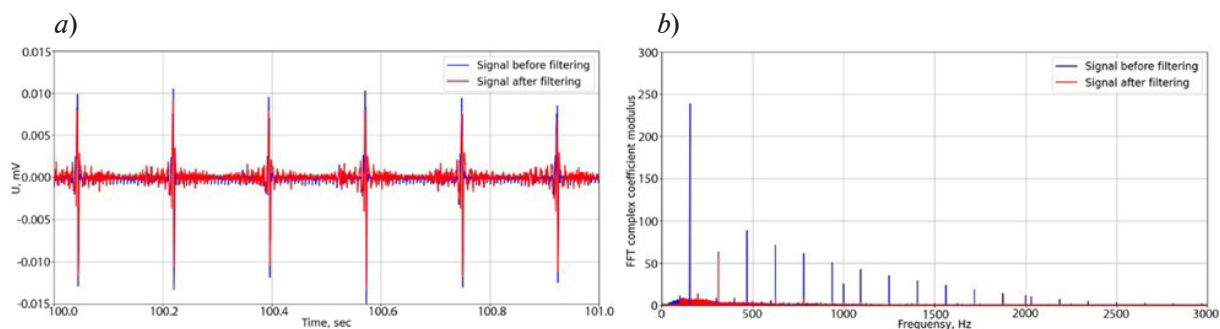 a)
b)
0.015
0.010
0.005
0.000
-0.005
-0.010
-0.015
U, mV
Signal before filtering
Signal after filtering
100.0 100.2 100.4 100.6 100.8 101.0
Time, sec
300
250
200
150
100
50
0
FFT complex coefficient modulus
Signal before filtering
Signal after filtering
0 500 1000 1500 2000 2500 3000
Frequensy, Hz